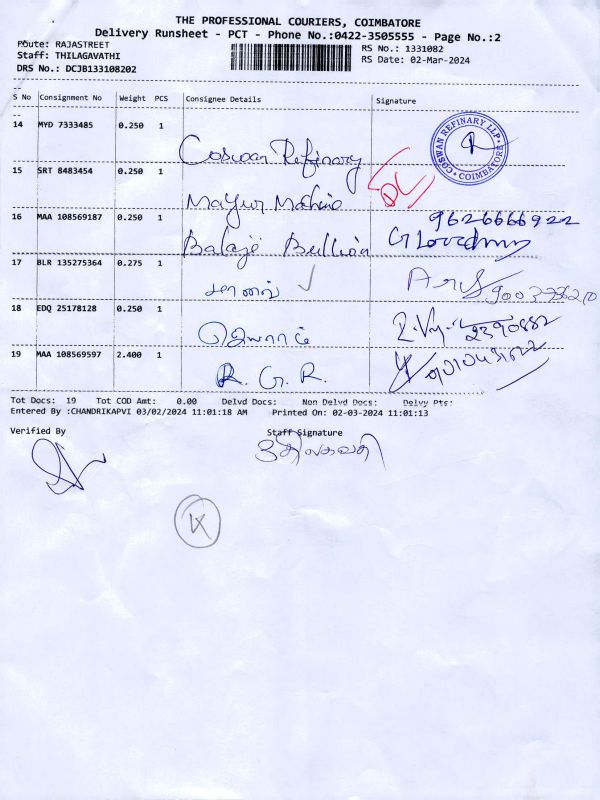 THE PROFESSIONAL COURIERS, COIMBATORE
Delivery Runsheet - PCT - Phone No.:0422-3505555 - Page No.:2
Route: RAJASTREET
RS No.: 1331082
Staff: THILAGAVATHI
RS Date: 02-Mar-2024
DRS No.: DCJB133108202
S No Consignment No Weight PCS Consignee Details Signature
14 MYD 7333485 0.250 1 Coswan Refinary
COSWAN REFINARY LLP. COIMBATORE
15 SRT 8483454 0.250 1 Mayur
DL
16 MAA 108569187 0.250 1 Balaji Bullion
9626666922
17 BLR 135275364 0.275 1
18 EDQ 25178128 0.250 1
19 MAA 108569597 2.400 1 R. G. R.
Tot Docs: 19 Tot COD Amt: 0.00 Delvd Docs: Non Delvd Docs: Delvy Pts:
Entered By :CHANDRIKAPVI 03/02/2024 11:01:18 AM Printed On: 02-03-2024 11:01:13
Verified By Staff Signature
திலகவதி